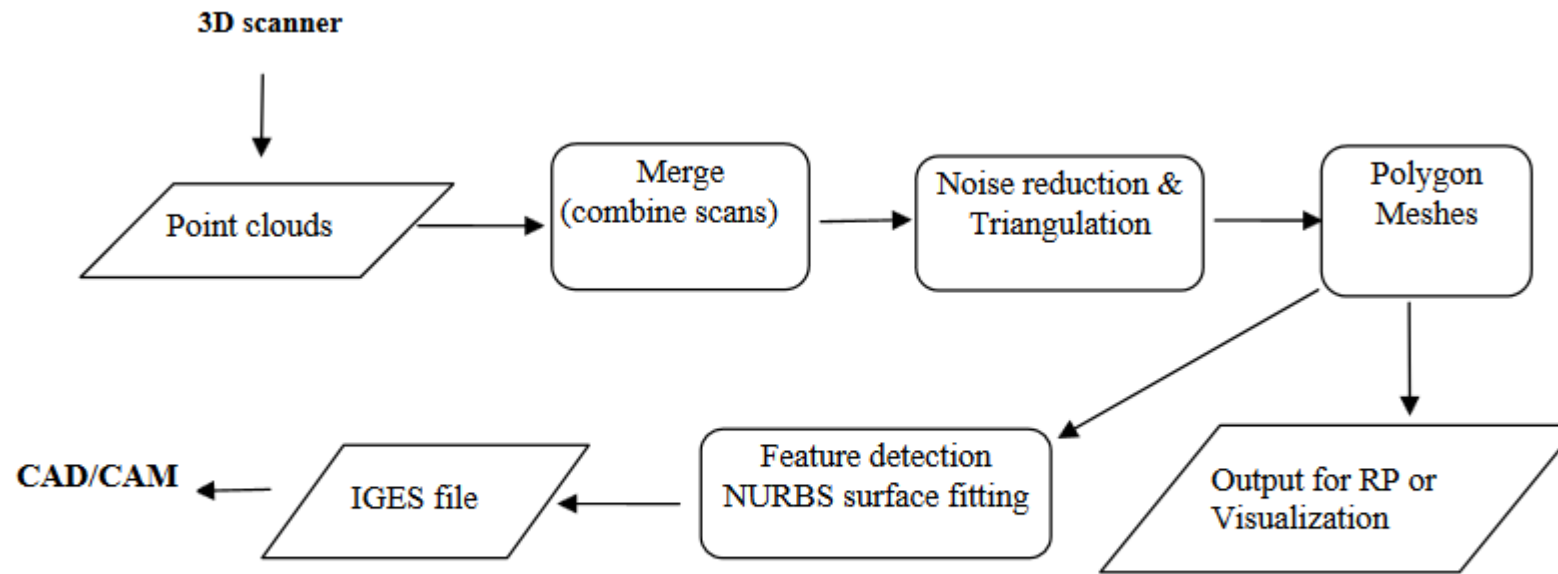 3D scanner
Point clouds
Merge
(combine scans)
Noise reduction &
Triangulation
Polygon
Meshes
Feature detection
NURBS surface fitting
IGES file
CAD/CAM
Output for RP or
Visualization